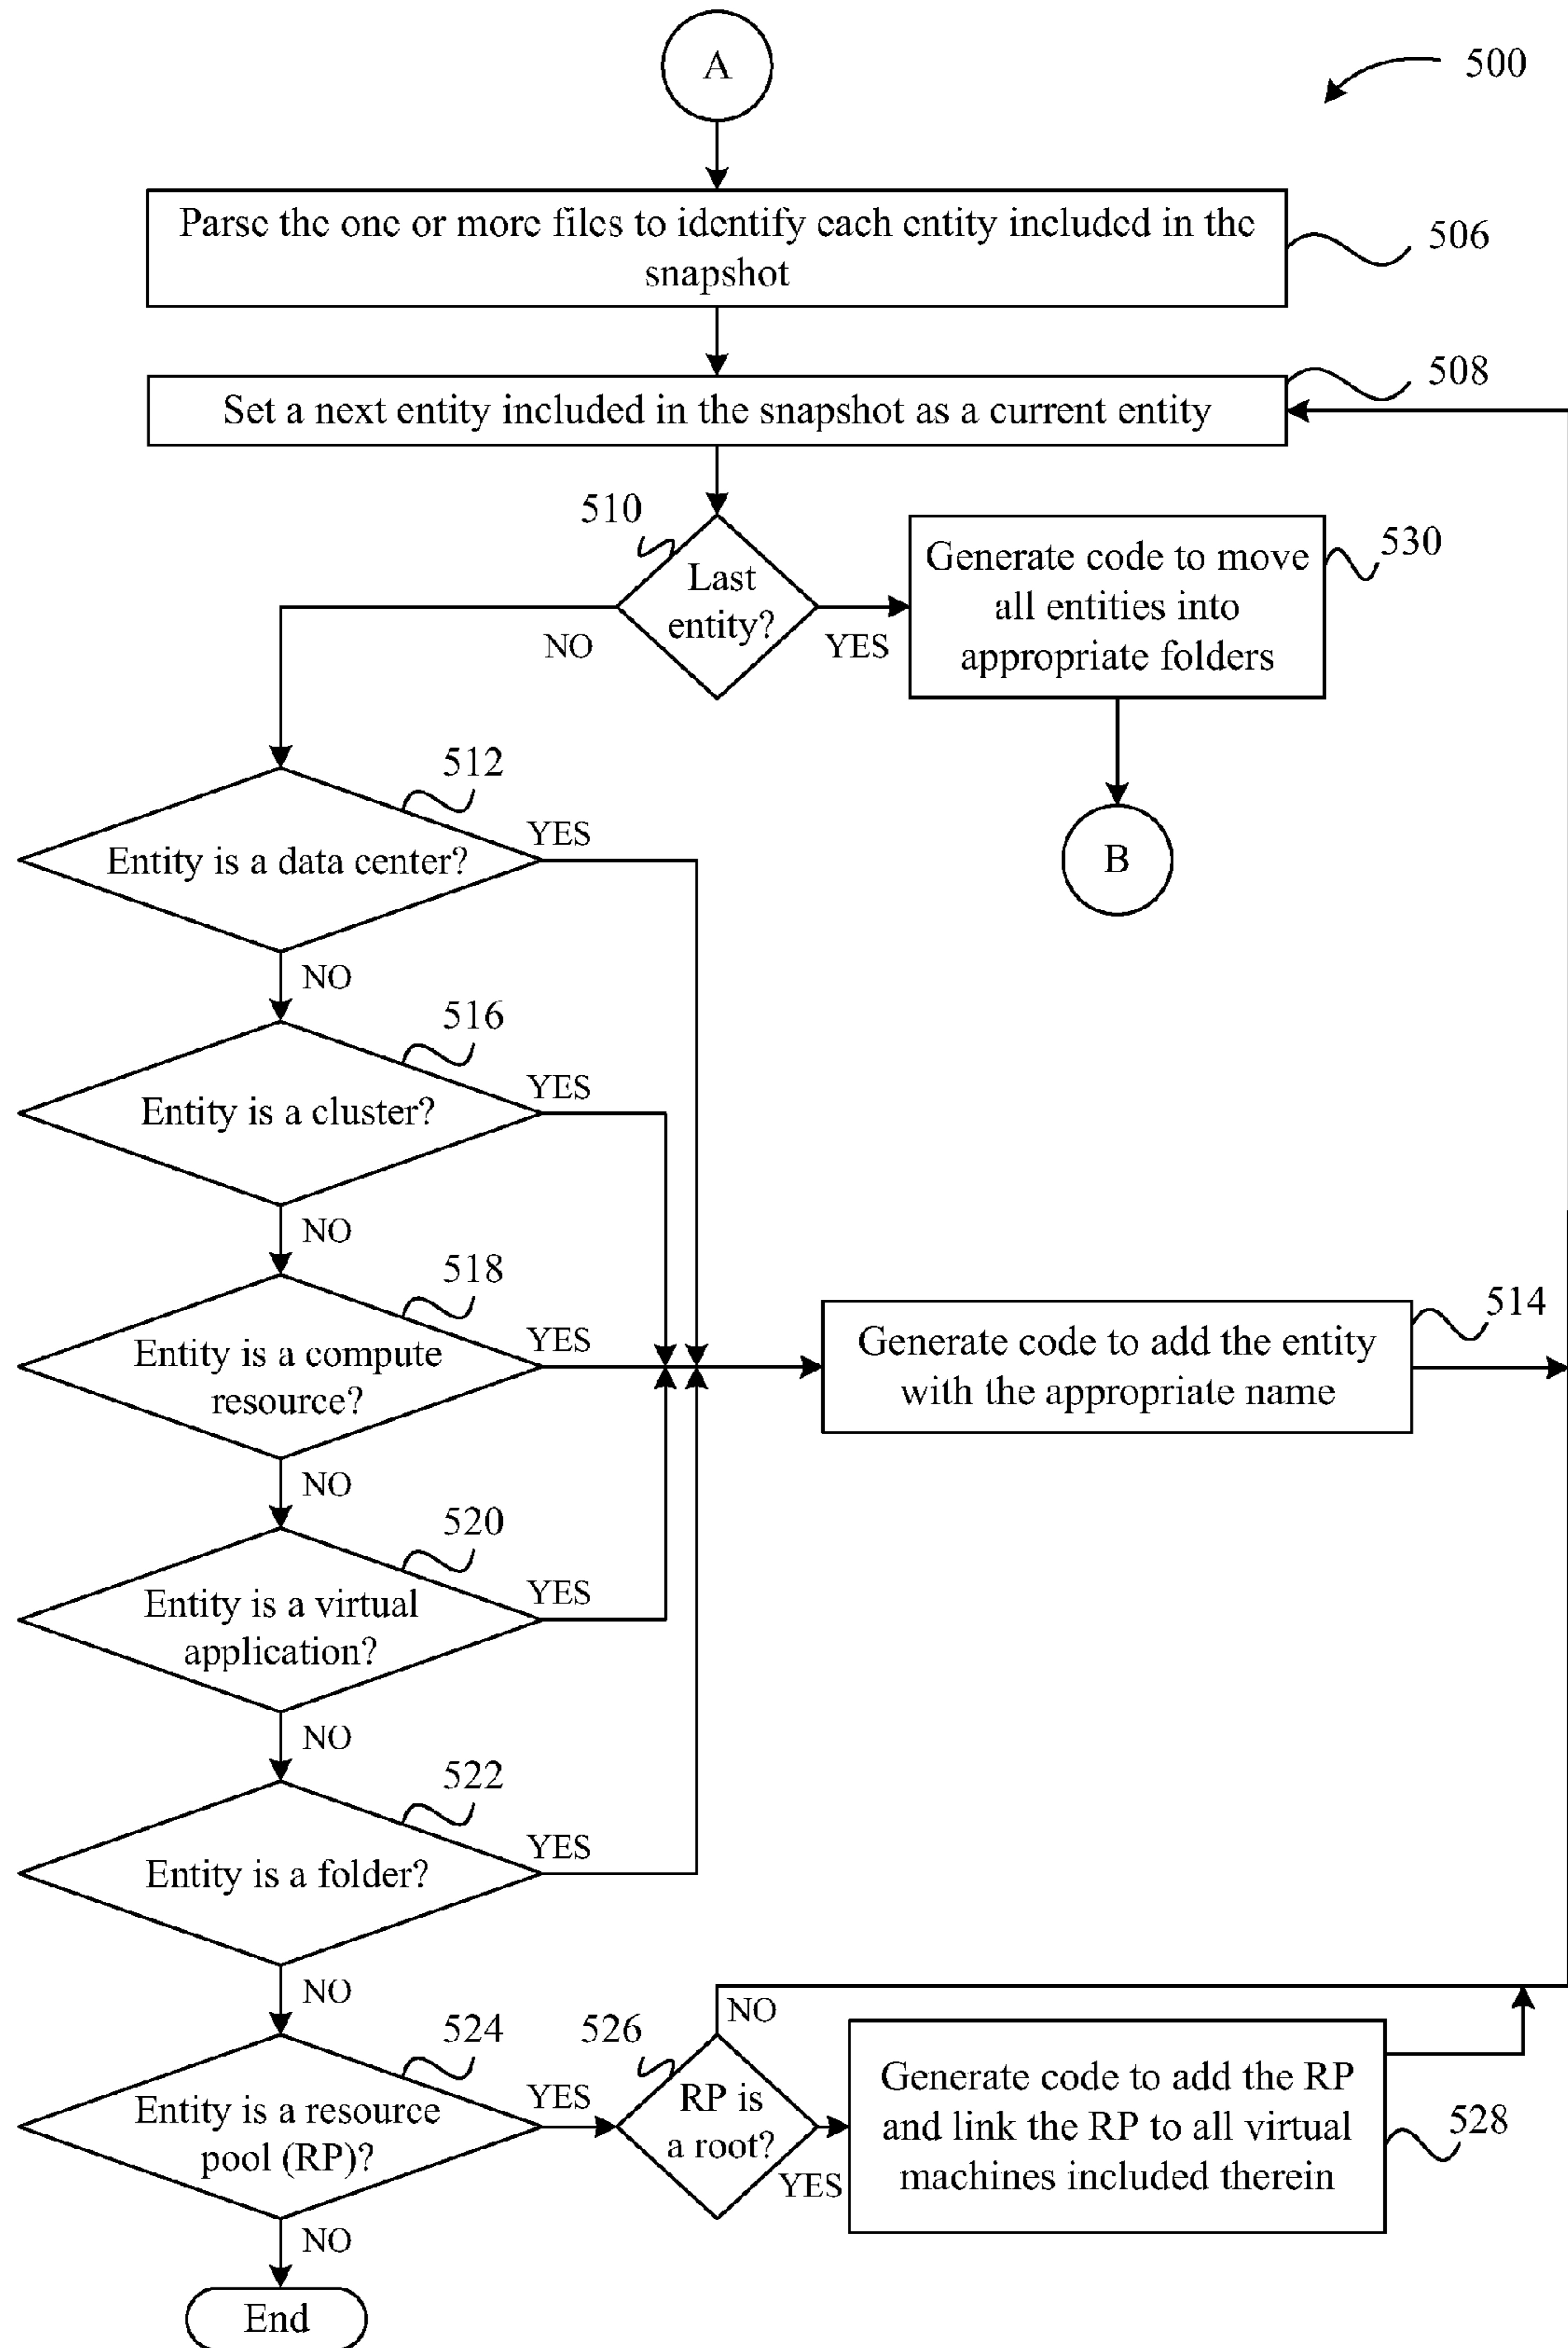 A
500
Parse the one or more files to identify each entity included in the
snapshot
506
Set a next entity included in the snapshot as a current entity
508
510
Last
entity?
NO
YES
Generate code to move
all entities into
appropriate folders
530
B
512
Entity is a data center?
YES
NO
516
Entity is a cluster?
YES
NO
518
Entity is a compute
resource?
YES
NO
Generate code to add the entity
with the appropriate name
514
520
Entity is a virtual
application?
YES
NO
522
Entity is a folder?
YES
NO
524
Entity is a resource
pool (RP)?
YES
NO
526
RP is
a root?
NO
YES
Generate code to add the RP
and link the RP to all virtual
machines included therein
528
End